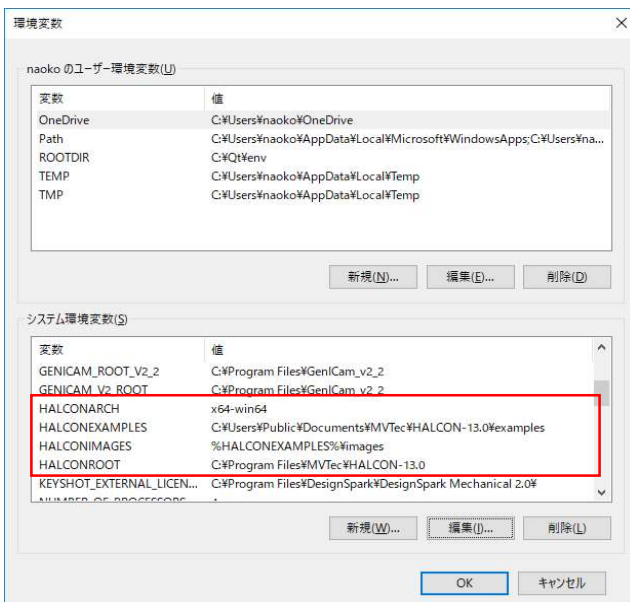 環境変数
naoko のユーザー環境変数(U)
変数 値
OneDrive C:¥Users¥naoko¥OneDrive
Path C:¥Users¥naoko¥AppData¥Local¥Microsoft¥WindowsApps;C:¥Users¥na...
ROOTDIR C:¥Qt¥env
TEMP C:¥Users¥naoko¥AppData¥Local¥Temp
TMP C:¥Users¥naoko¥AppData¥Local¥Temp
新規(N)... 編集(E)... 削除(D)
システム環境変数(S)
変数 値
GENICAM_ROOT_V2_2 C:¥Program Files¥GenICam_v2_2
GENICAM_V2_ROOT C:¥Program Files¥GenICam_v2_2
HALCONARCH x64-win64
HALCONEXAMPLES C:¥Users¥Public¥Documents¥MVTec¥HALCON-13.0¥examples
HALCONIMAGES %HALCONEXAMPLES%¥images
HALCONROOT C:¥Program Files¥MVTec¥HALCON-13.0
KEYSHOT_EXTERNAL_LICEN... C:¥Program Files¥DesignSpark¥DesignSpark Mechanical 2.0¥
NUMBER_OF_PROCESSORS
新規(W)... 編集(I)... 削除(L)
OK キャンセル